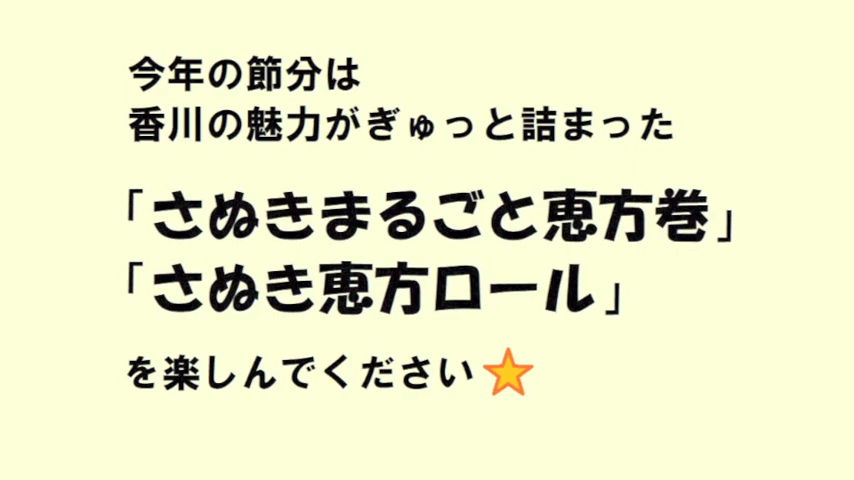 今年の節分は
香川の魅力がぎゅっと詰まった
「さぬきまるごと恵方巻」
「さぬき恵方ロール」
を楽しんでください